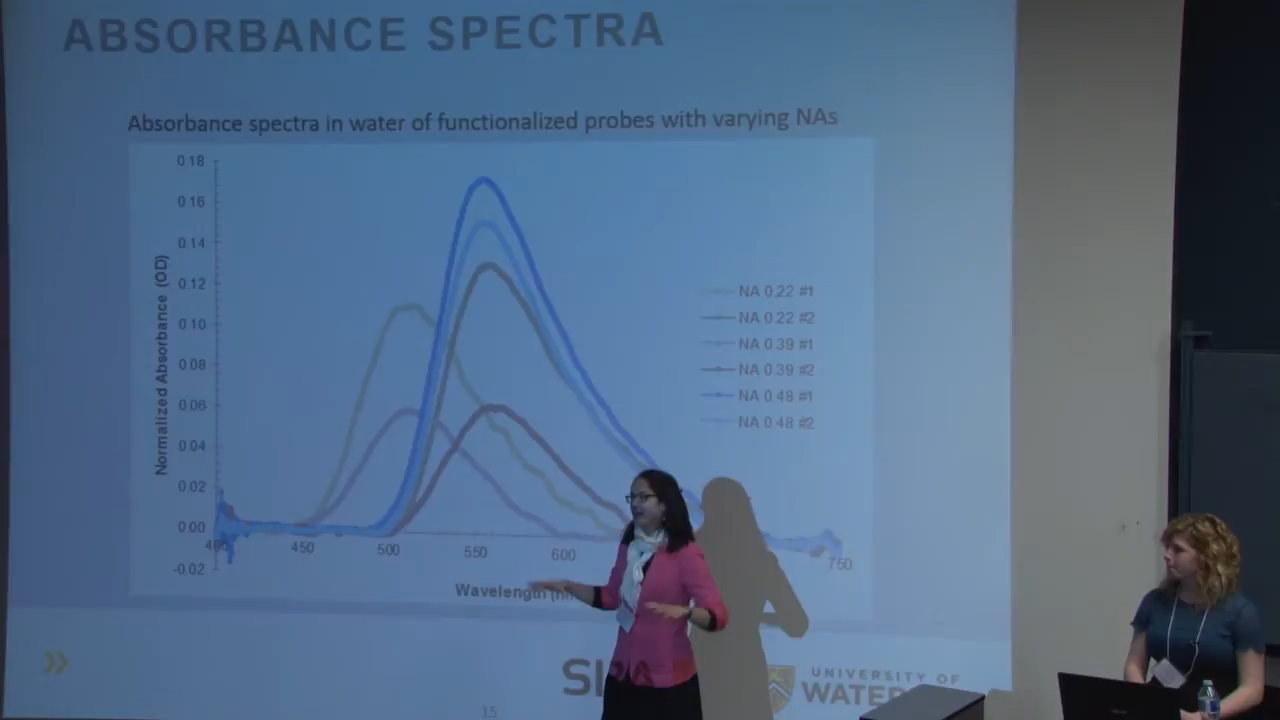 ABSORBANCE SPECTRA
Absorbance spectra in water of functionalized probes with varying NAs
0.18
0.16
0.14
0.12
0.10
0.08
0.06
0.04
0.02
0.00
-0.02
Normalized Absorbance (OD)
NA 0.22 #1
NA 0.22 #2
NA 0.39 #1
NA 0.39 #2
NA 0.48 #1
NA 0.48 #2
450
500
550
600
750
Wavelength
UNIVERSITY OF
15